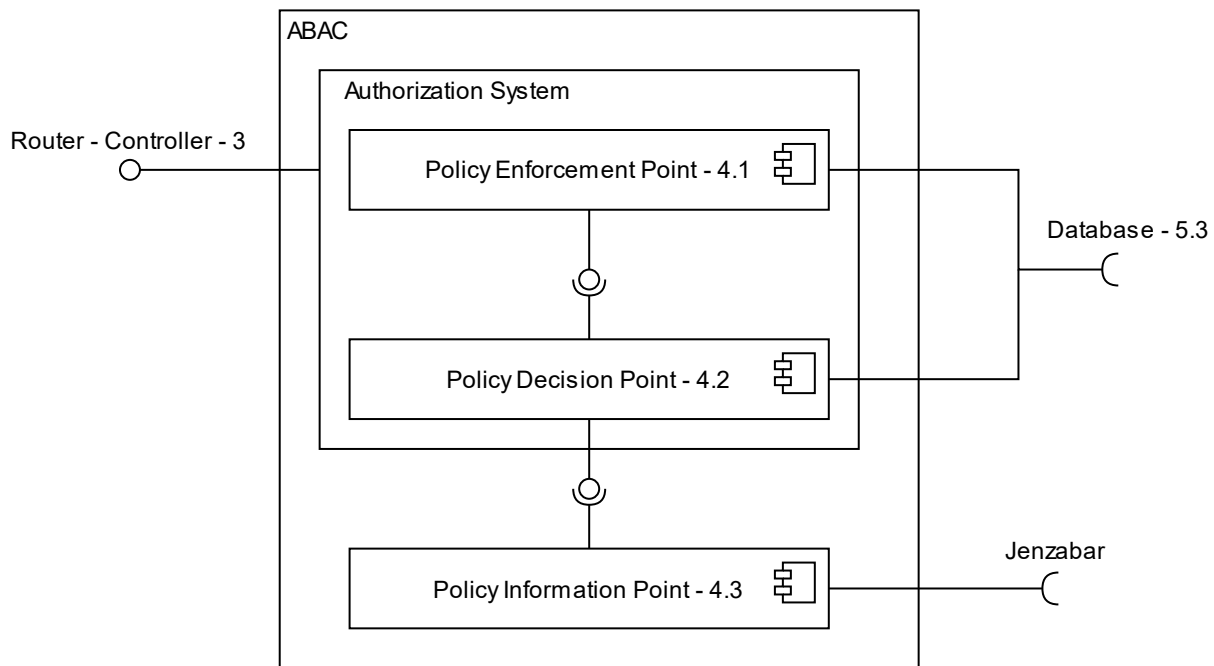 ABAC
Authorization System
Router - Controller - 3
Policy Enforcement Point - 4.1
Database - 5.3
Policy Decision Point - 4.2
Jenzabar
Policy Information Point - 4.3